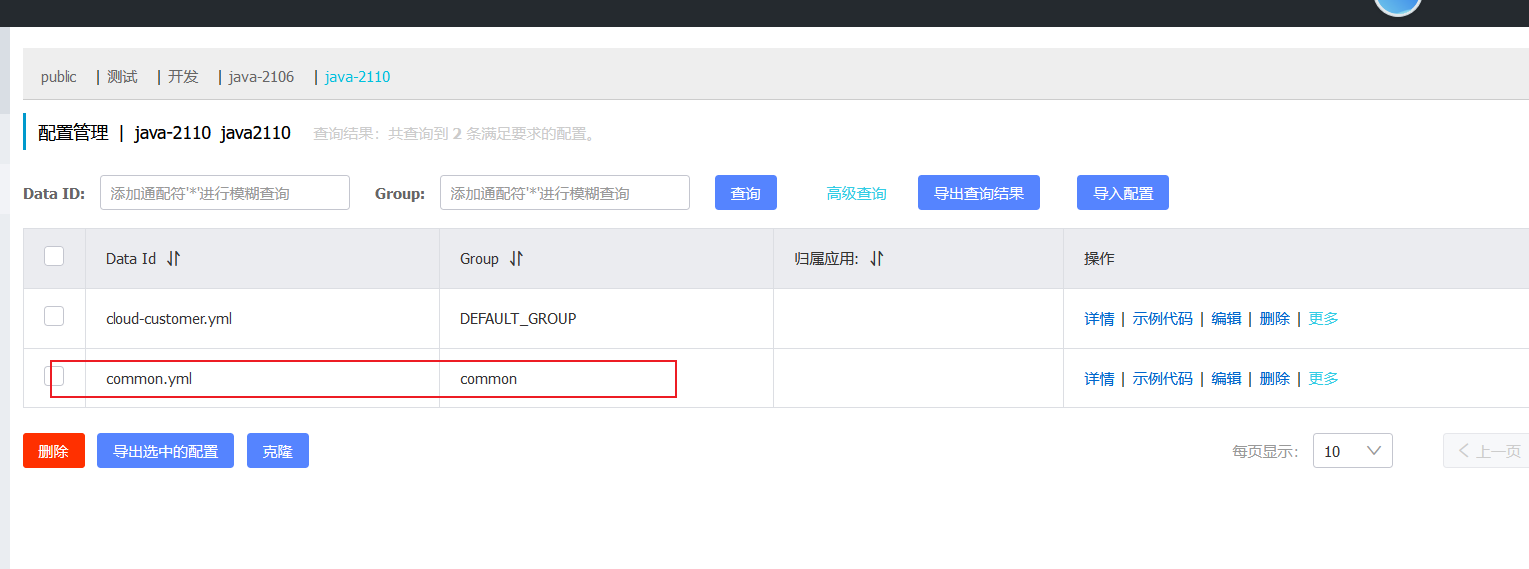 public | 测试 | 开发 | java-2106 | java-2110
配置管理 | java-2110 java2110 查询结果：共查询到 2 条满足要求的配置。
Data ID: 添加通配符'*'进行模糊查询 Group: 添加通配符'*'进行模糊查询 查询 高级查询 导出查询结果 导入配置
Data Id Group 归属应用: 操作
cloud-customer.yml DEFAULT_GROUP 详情 | 示例代码 | 编辑 | 删除 | 更多
common.yml common 详情 | 示例代码 | 编辑 | 删除 | 更多
删除 导出选中的配置 克隆 每页显示： 10 上一页